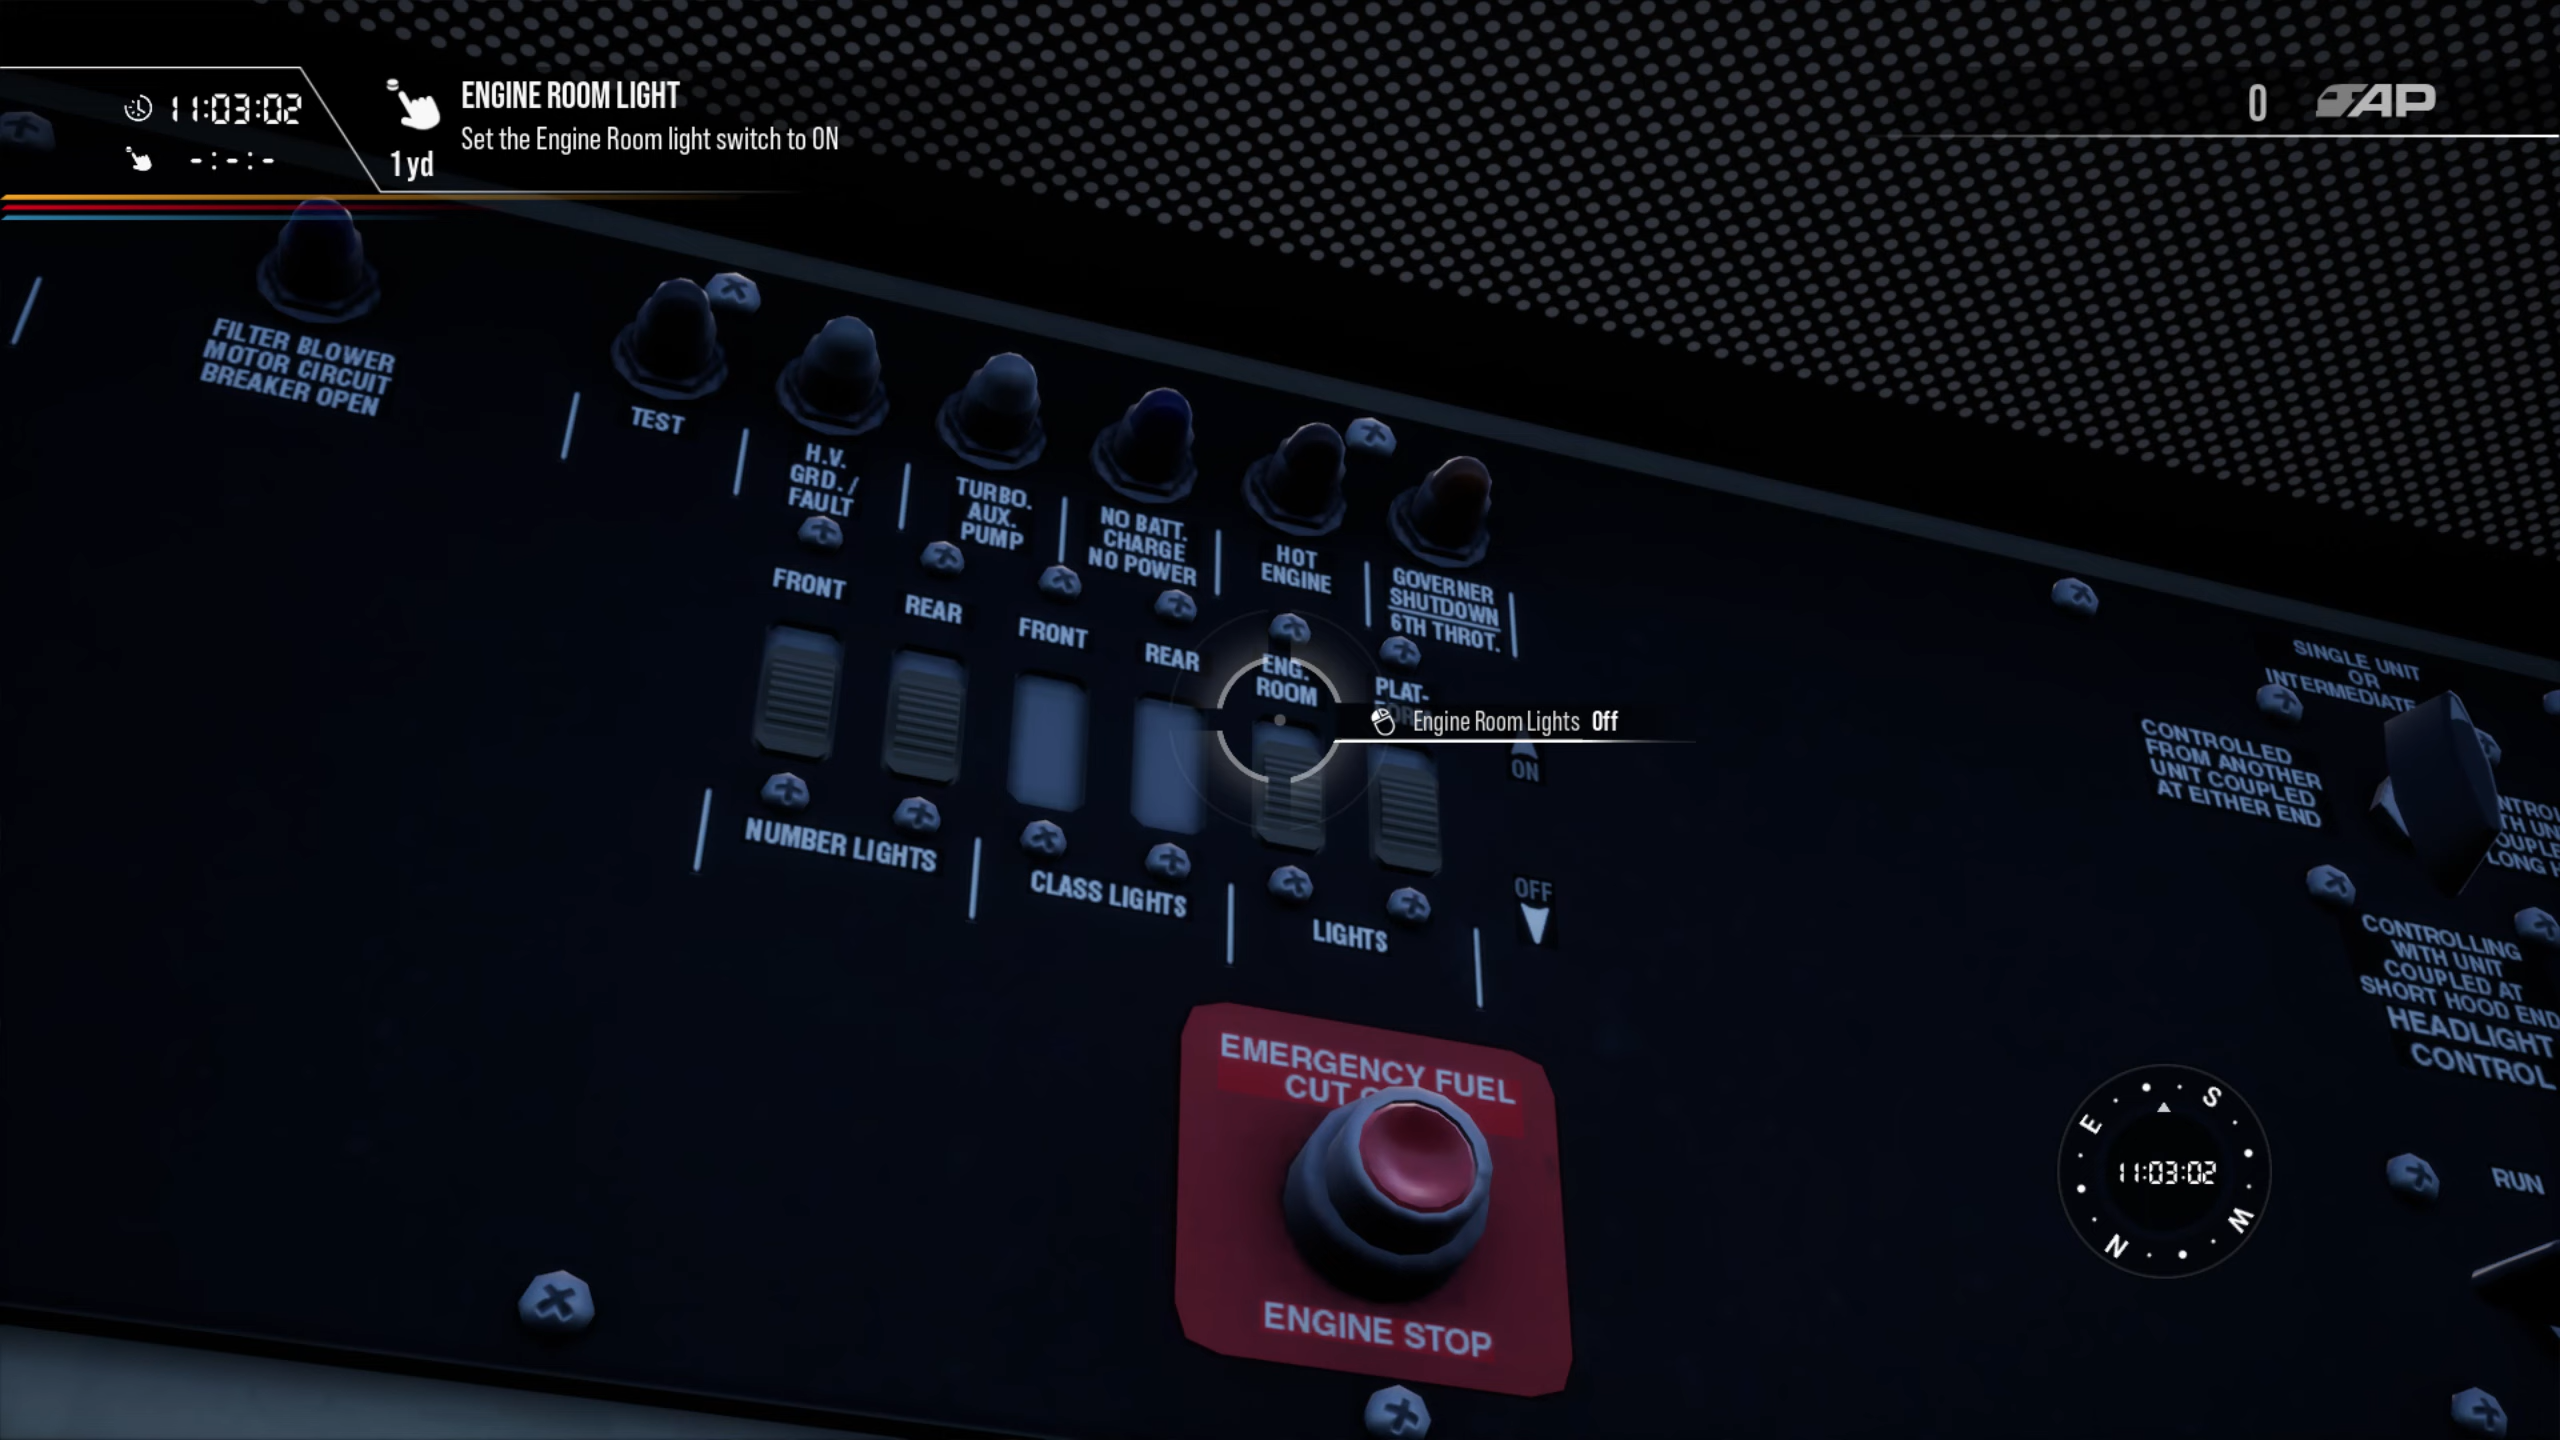 11:03:02
-:-:-
1 yd
ENGINE ROOM LIGHT
Set the Engine Room light switch to ON
0
AP
FILTER BLOWER
MOTOR CIRCUIT
BREAKER OPEN
TEST
H.V.
GRD./
FAULT
TURBO.
AUX.
PUMP
NO BATT.
CHARGE
NO POWER
HOT
ENGINE
GOVERNER
SHUTDOWN
6TH THROT.
FRONT
REAR
FRONT
REAR
ENG.
ROOM
PLAT-
Engine Room Lights Off
ON
OFF
NUMBER LIGHTS
CLASS LIGHTS
LIGHTS
EMERGENCY FUEL
CUT
ENGINE STOP
SINGLE UNIT
OR
INTERMEDIATE
CONTROLLED
FROM ANOTHER
UNIT COUPLED
AT EITHER END
CONTROLLING
WITH UNIT
COUPLED AT
SHORT HOOD END
HEADLIGHT
CONTROL
RUN
E
S
11:03:02
W
N